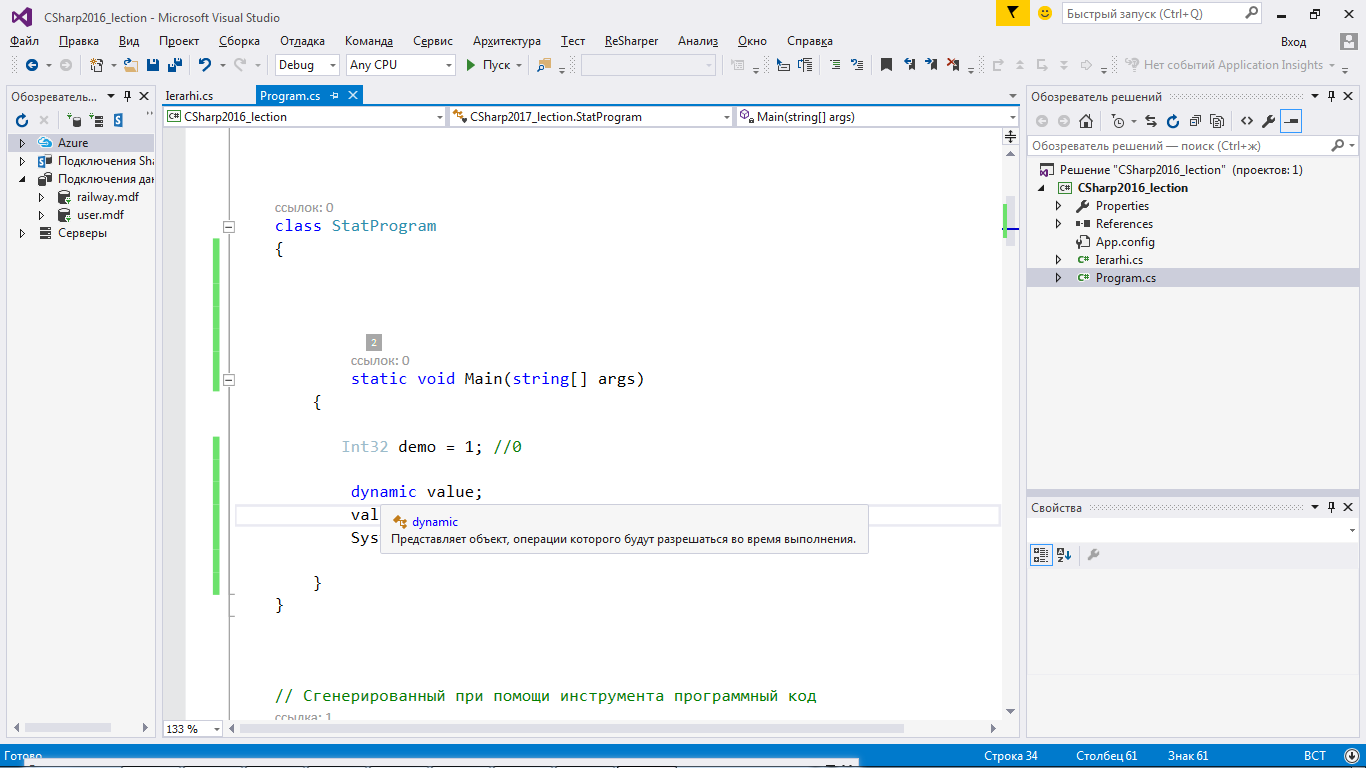 CSharp2016_lection - Microsoft Visual Studio
Быстрый запуск (Ctrl+Q)
Файл Правка Вид Проект Сборка Отладка Команда Сервис Архитектура Тест ReSharper Анализ Окно Справка Вход
Debug Any CPU Пуск Нет событий Application Insights
Обозреватель...
Azure
Подключения Sha
Подключения дан
railway.mdf
user.mdf
Серверы
Ierarhi.cs Program.cs
CSharp2016_lection CSharp2017_lection.StatProgram Main(string[] args)
ссылок: 0
class StatProgram
{
2
ссылок: 0
static void Main(string[] args)
{
Int32 demo = 1; //0
dynamic value;
val
dynamic
Представляет объект, операции которого будут разрешаться во время выполнения.
Sys
}
}
// Сгенерированный при помощи инструмента программный код
ссылка: 1
133 %
Обозреватель решений
Обозреватель решений — поиск (Ctrl+ж)
Решение "CSharp2016_lection" (проектов: 1)
CSharp2016_lection
Properties
References
App.config
Ierarhi.cs
Program.cs
Свойства
Готово Строка 34 Столбец 61 Знак 61 ВСТ